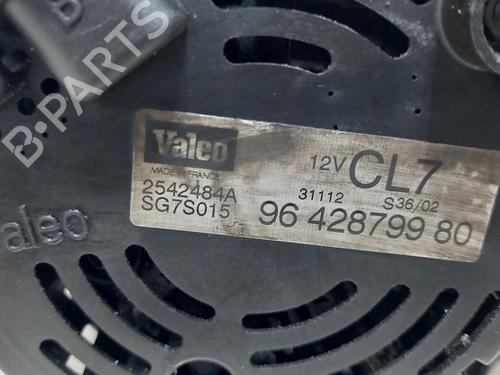 B-PARTS
Valeo
MADE IN FRANCE
2542484A
SG7S015
12V CL7
31112 S36/02
96 428799 80
aleo